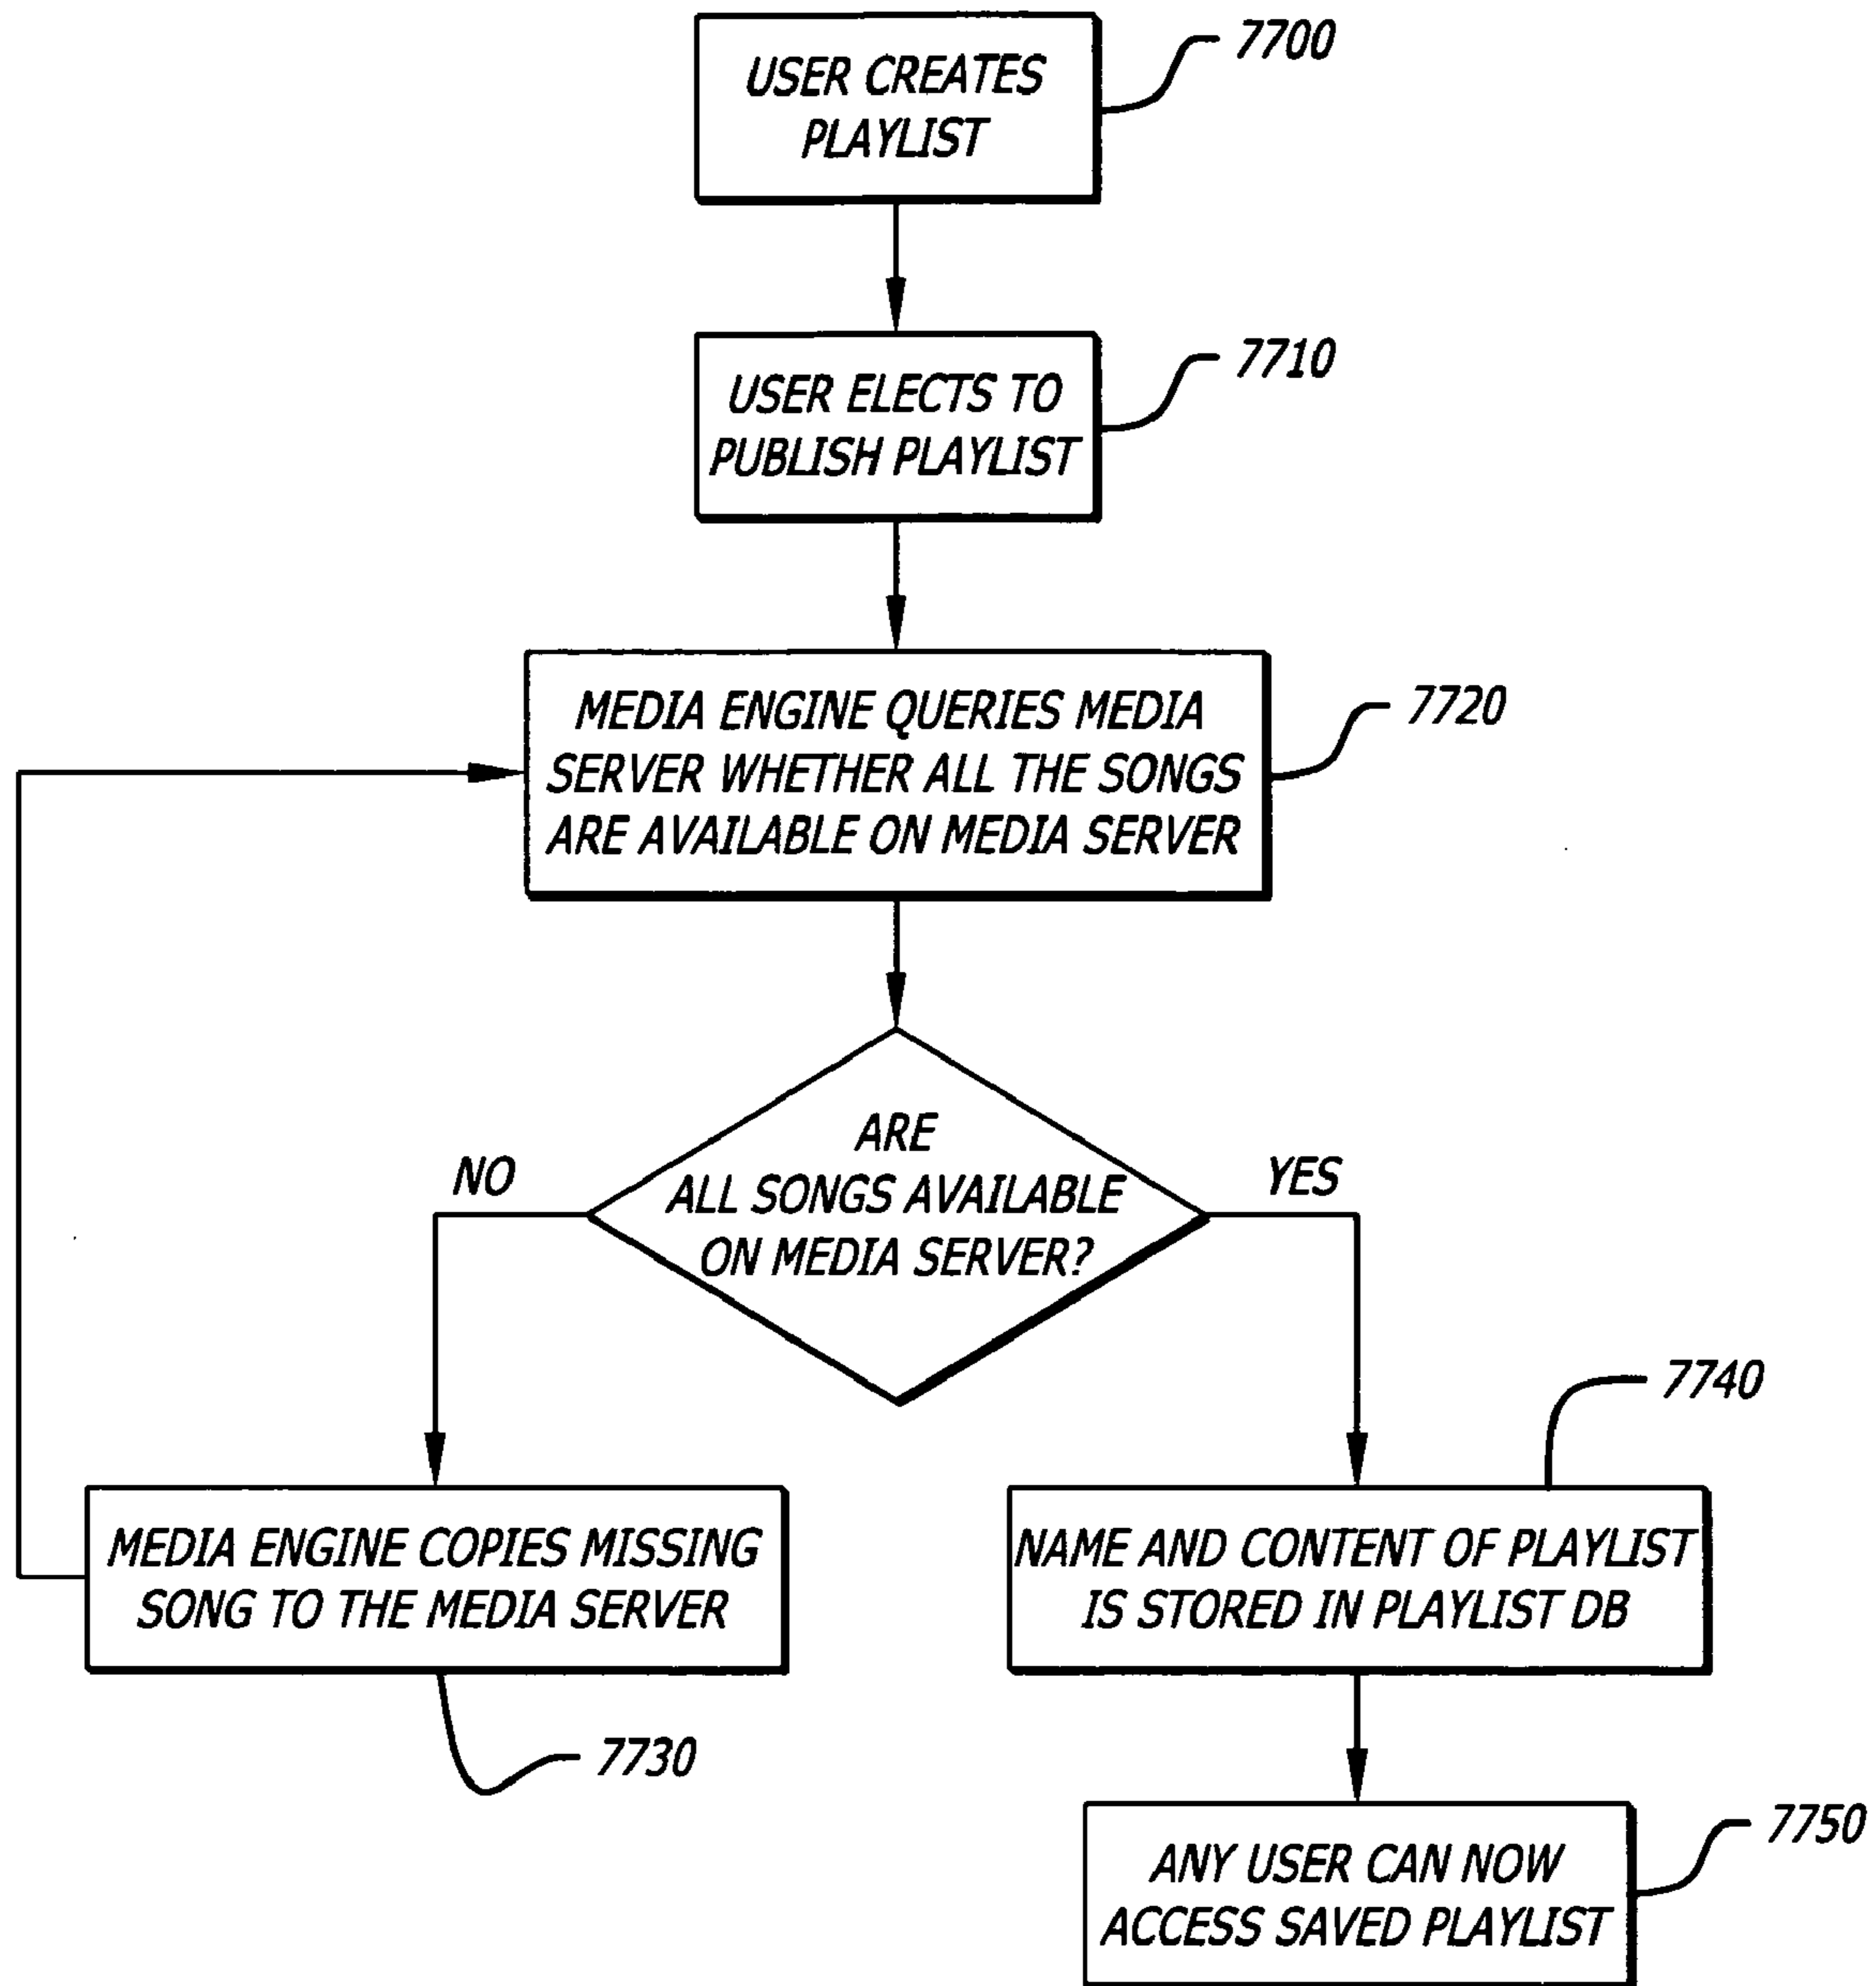 USER CREATES
PLAYLIST
7700
USER ELECTS TO
PUBLISH PLAYLIST
7710
MEDIA ENGINE QUERIES MEDIA
SERVER WHETHER ALL THE SONGS
ARE AVAILABLE ON MEDIA SERVER
7720
ARE
ALL SONGS AVAILABLE
ON MEDIA SERVER?
NO
YES
MEDIA ENGINE COPIES MISSING
SONG TO THE MEDIA SERVER
7730
7740
NAME AND CONTENT OF PLAYLIST
IS STORED IN PLAYLIST DB
7750
ANY USER CAN NOW
ACCESS SAVED PLAYLIST